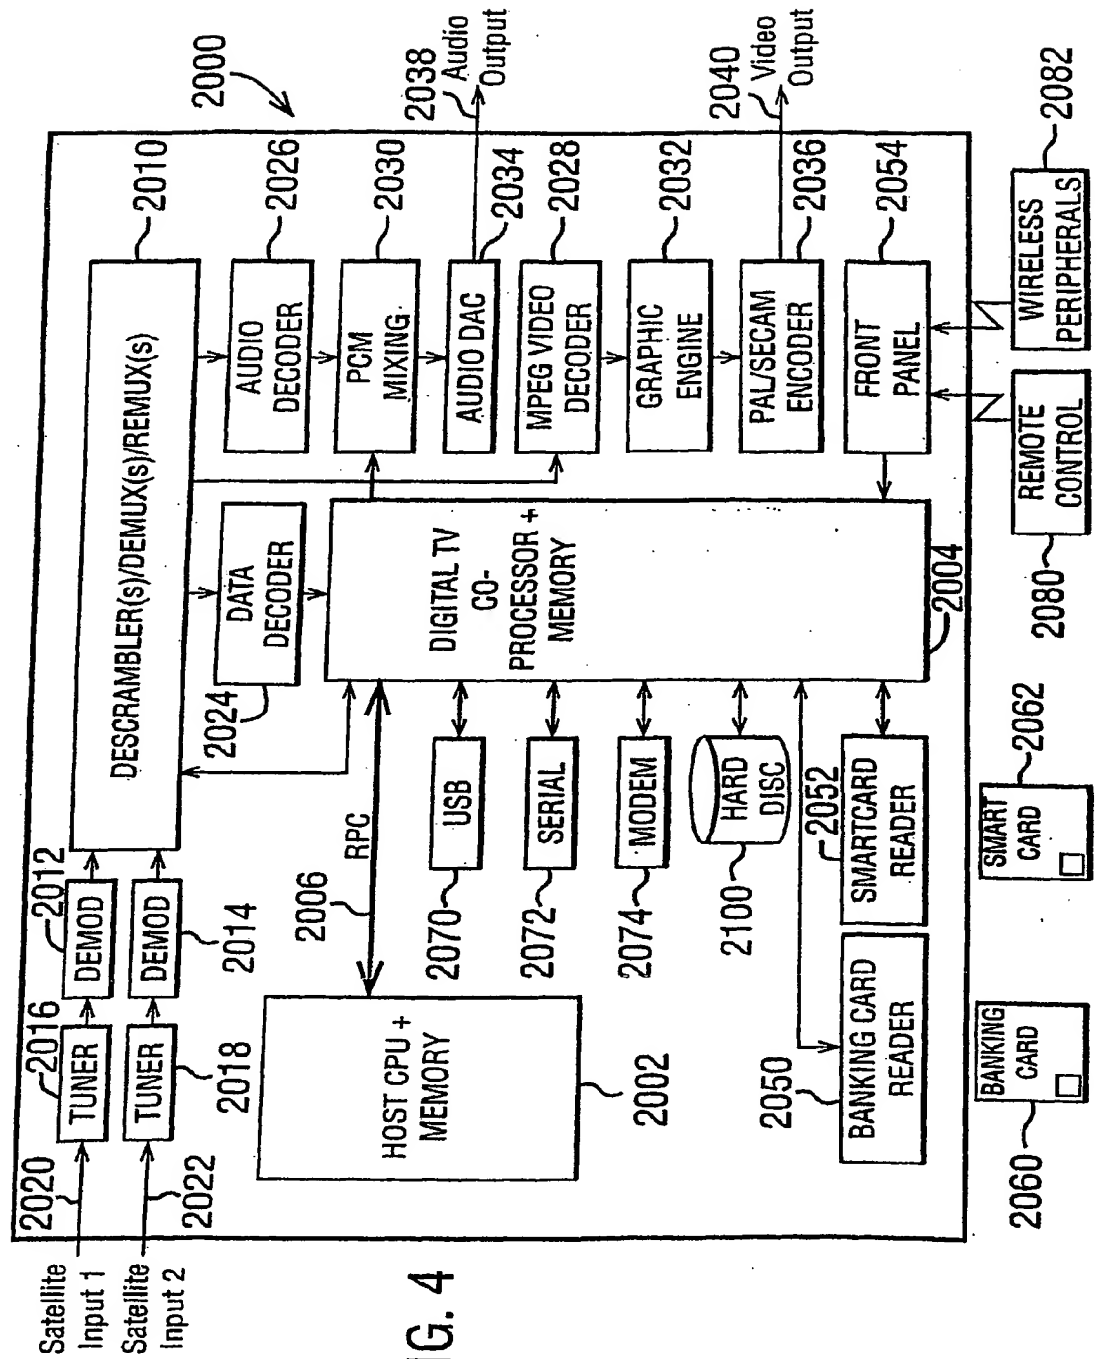 Satellite
Input 1
Satellite
Input 2
2020
2022
2016
TUNER
TUNER
2018
2012
DEMOD
DEMOD
2014
DESCRAMBLER(s)/DEMUX(s)/REMUX(s)
2010
2000
2024
DATA
DECODER
AUDIO
DECODER
2026
PCM
MIXING
2030
AUDIO DAC
2034
2038
Audio
Output
MPEG VIDEO
DECODER
2028
GRAPHIC
ENGINE
2032
PAL/SECAM
ENCODER
2036
2040
Video
Output
FRONT
PANEL
2054
HOST CPU +
MEMORY
2002
2006
RPC
DIGITAL TV
CO-
PROCESSOR +
MEMORY
2004
2070
USB
2072
SERIAL
2074
MODEM
2100
HARD
DISC
2052
SMARTCARD
READER
2050
BANKING CARD
READER
2060
BANKING
CARD
SMART
CARD
2062
2080
REMOTE
CONTROL
WIRELESS
PERIPHERALS
2082
G. 4